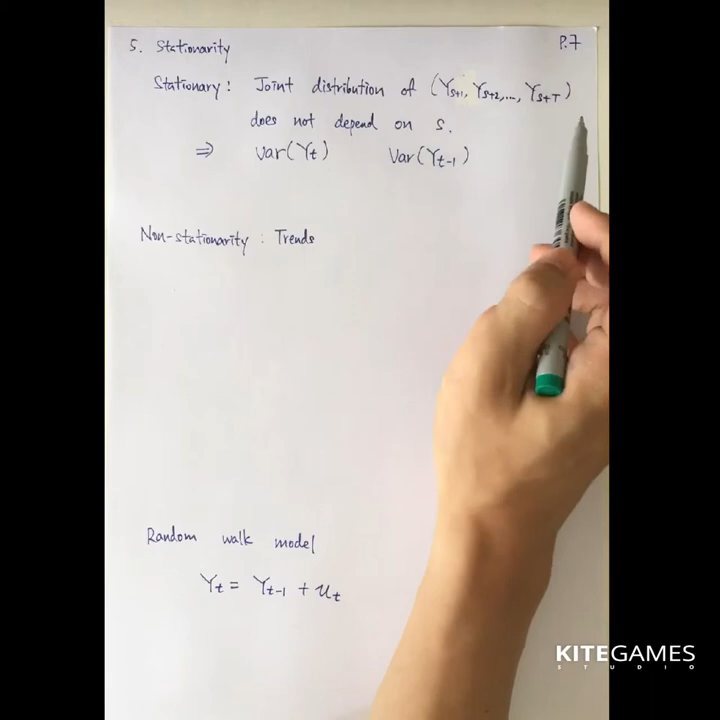 5. Stationarity P.7
Stationary: Joint distribution of (Yₛ₊₁, Yₛ₊₂,..., Yₛ₊T)
does not depend on s.
⇒ var(Yₜ) Var(Yₜ₋₁)
Non-stationarity: Trends
Random walk model
Yₜ = Yₜ₋₁ + uₜ
KITEGAMES
STUDIO